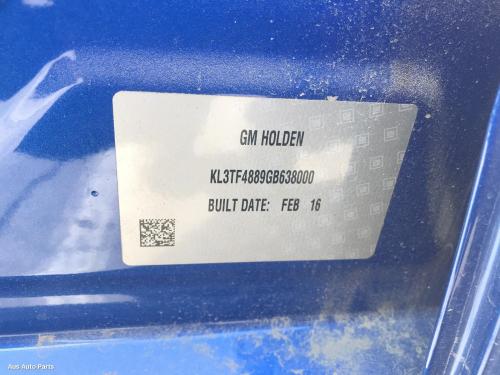 GM HOLDEN
KL3TF4889GB638000
BUILT DATE: FEB 16
Aus Auto Parts